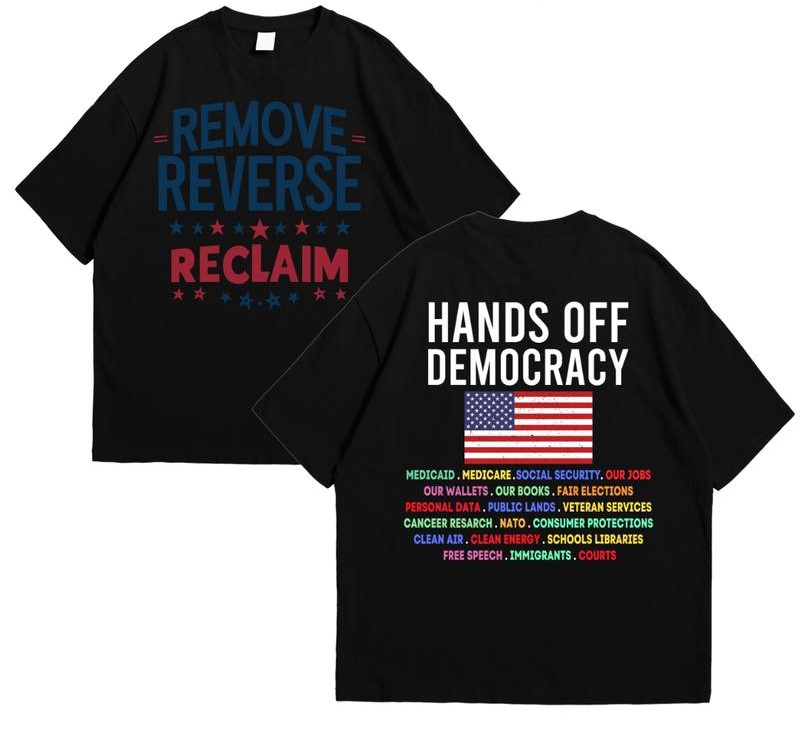 REMOVE
REVERSE
RECLAIM
HANDS OFF
DEMOCRACY
MEDICAID . MEDICARE . SOCIAL SECURITY . OUR JOBS
OUR WALLETS . OUR BOOKS . FAIR ELECTIONS
PERSONAL DATA . PUBLIC LANDS . VETERAN SERVICES
CANCEER RESARCH . NATO . CONSUMER PROTECTIONS
CLEAN AIR . CLEAN ENERGY . SCHOOLS LIBRARIES
FREE SPEECH . IMMIGRANTS . COURTS